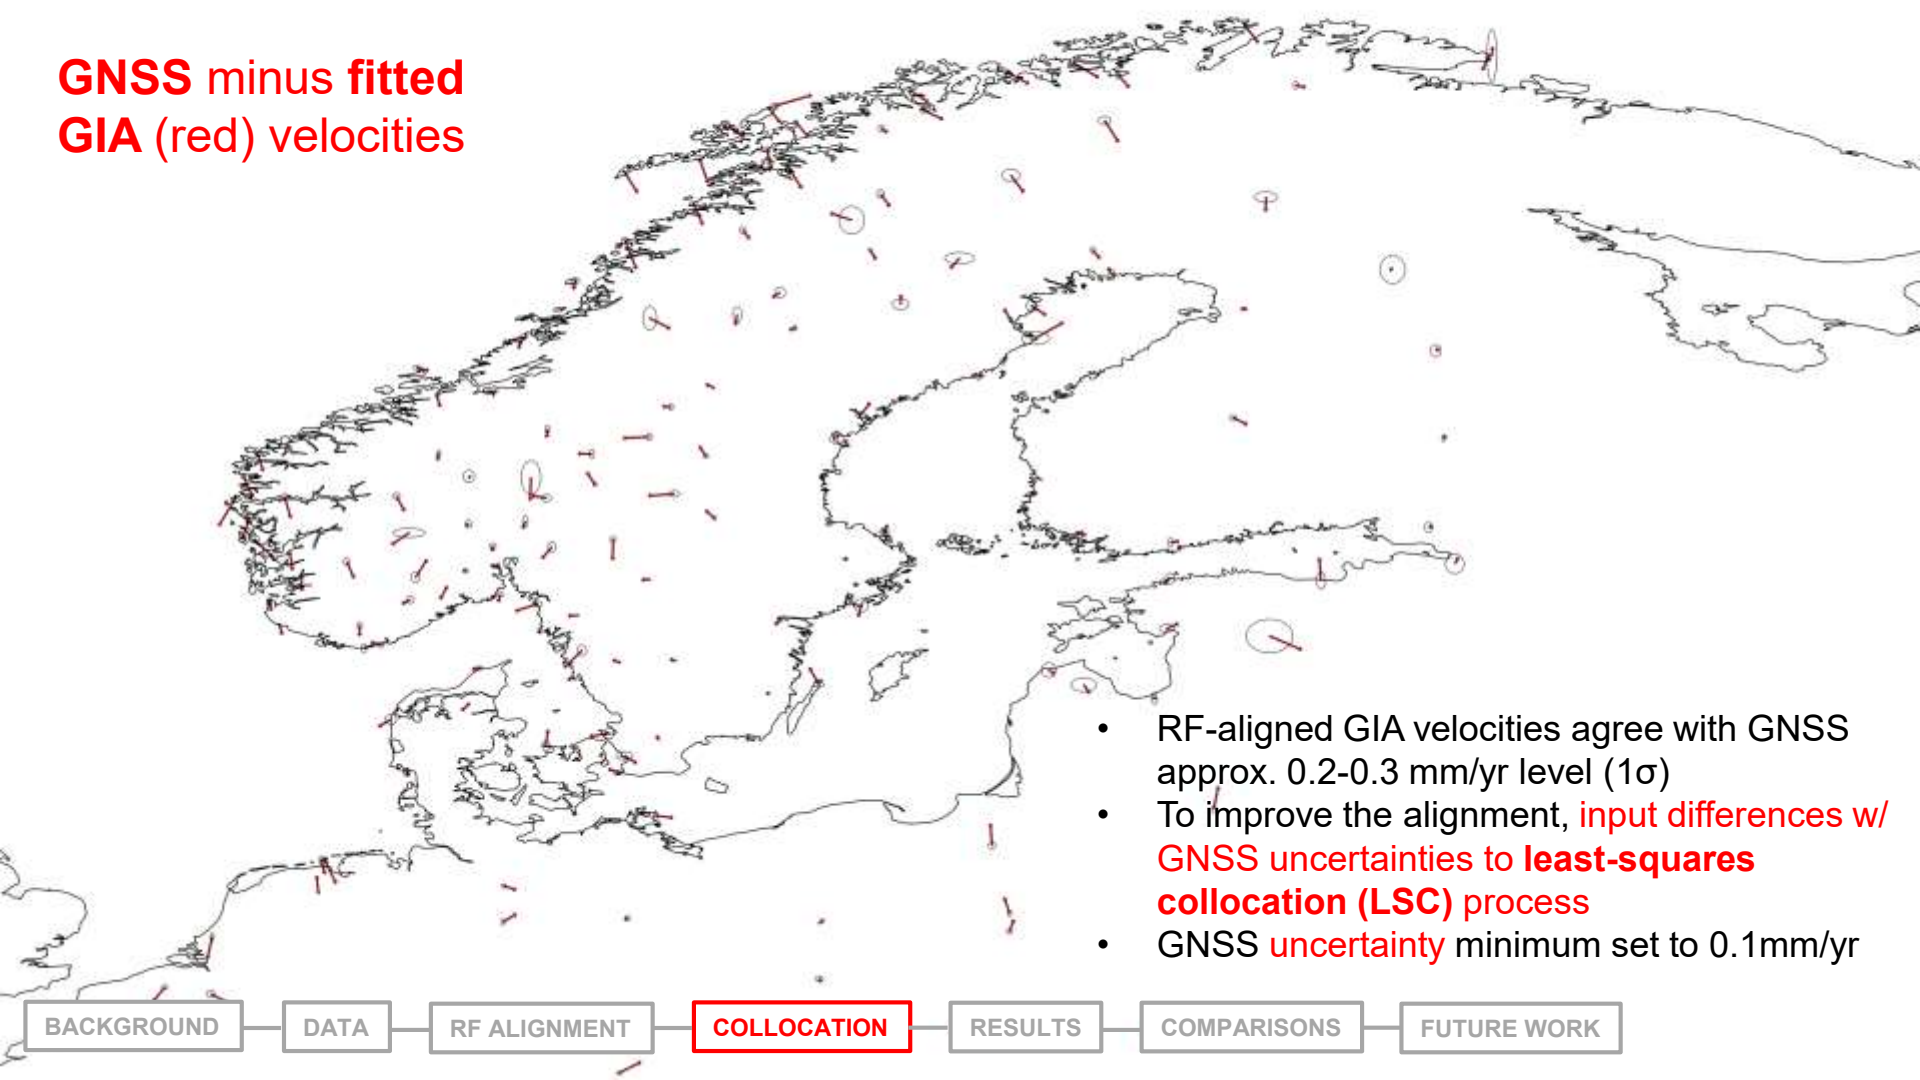 GNSS minus fitted
GIA (red) velocities
• RF-aligned GIA velocities agree with GNSS
approx. 0.2-0.3 mm/yr level (1σ)
• To improve the alignment, input differences w/
GNSS uncertainties to least-squares
collocation (LSC) process
• GNSS uncertainty minimum set to 0.1mm/yr
BACKGROUND
DATA
RF ALIGNMENT
COLLOCATION
RESULTS
COMPARISONS
FUTURE WORK